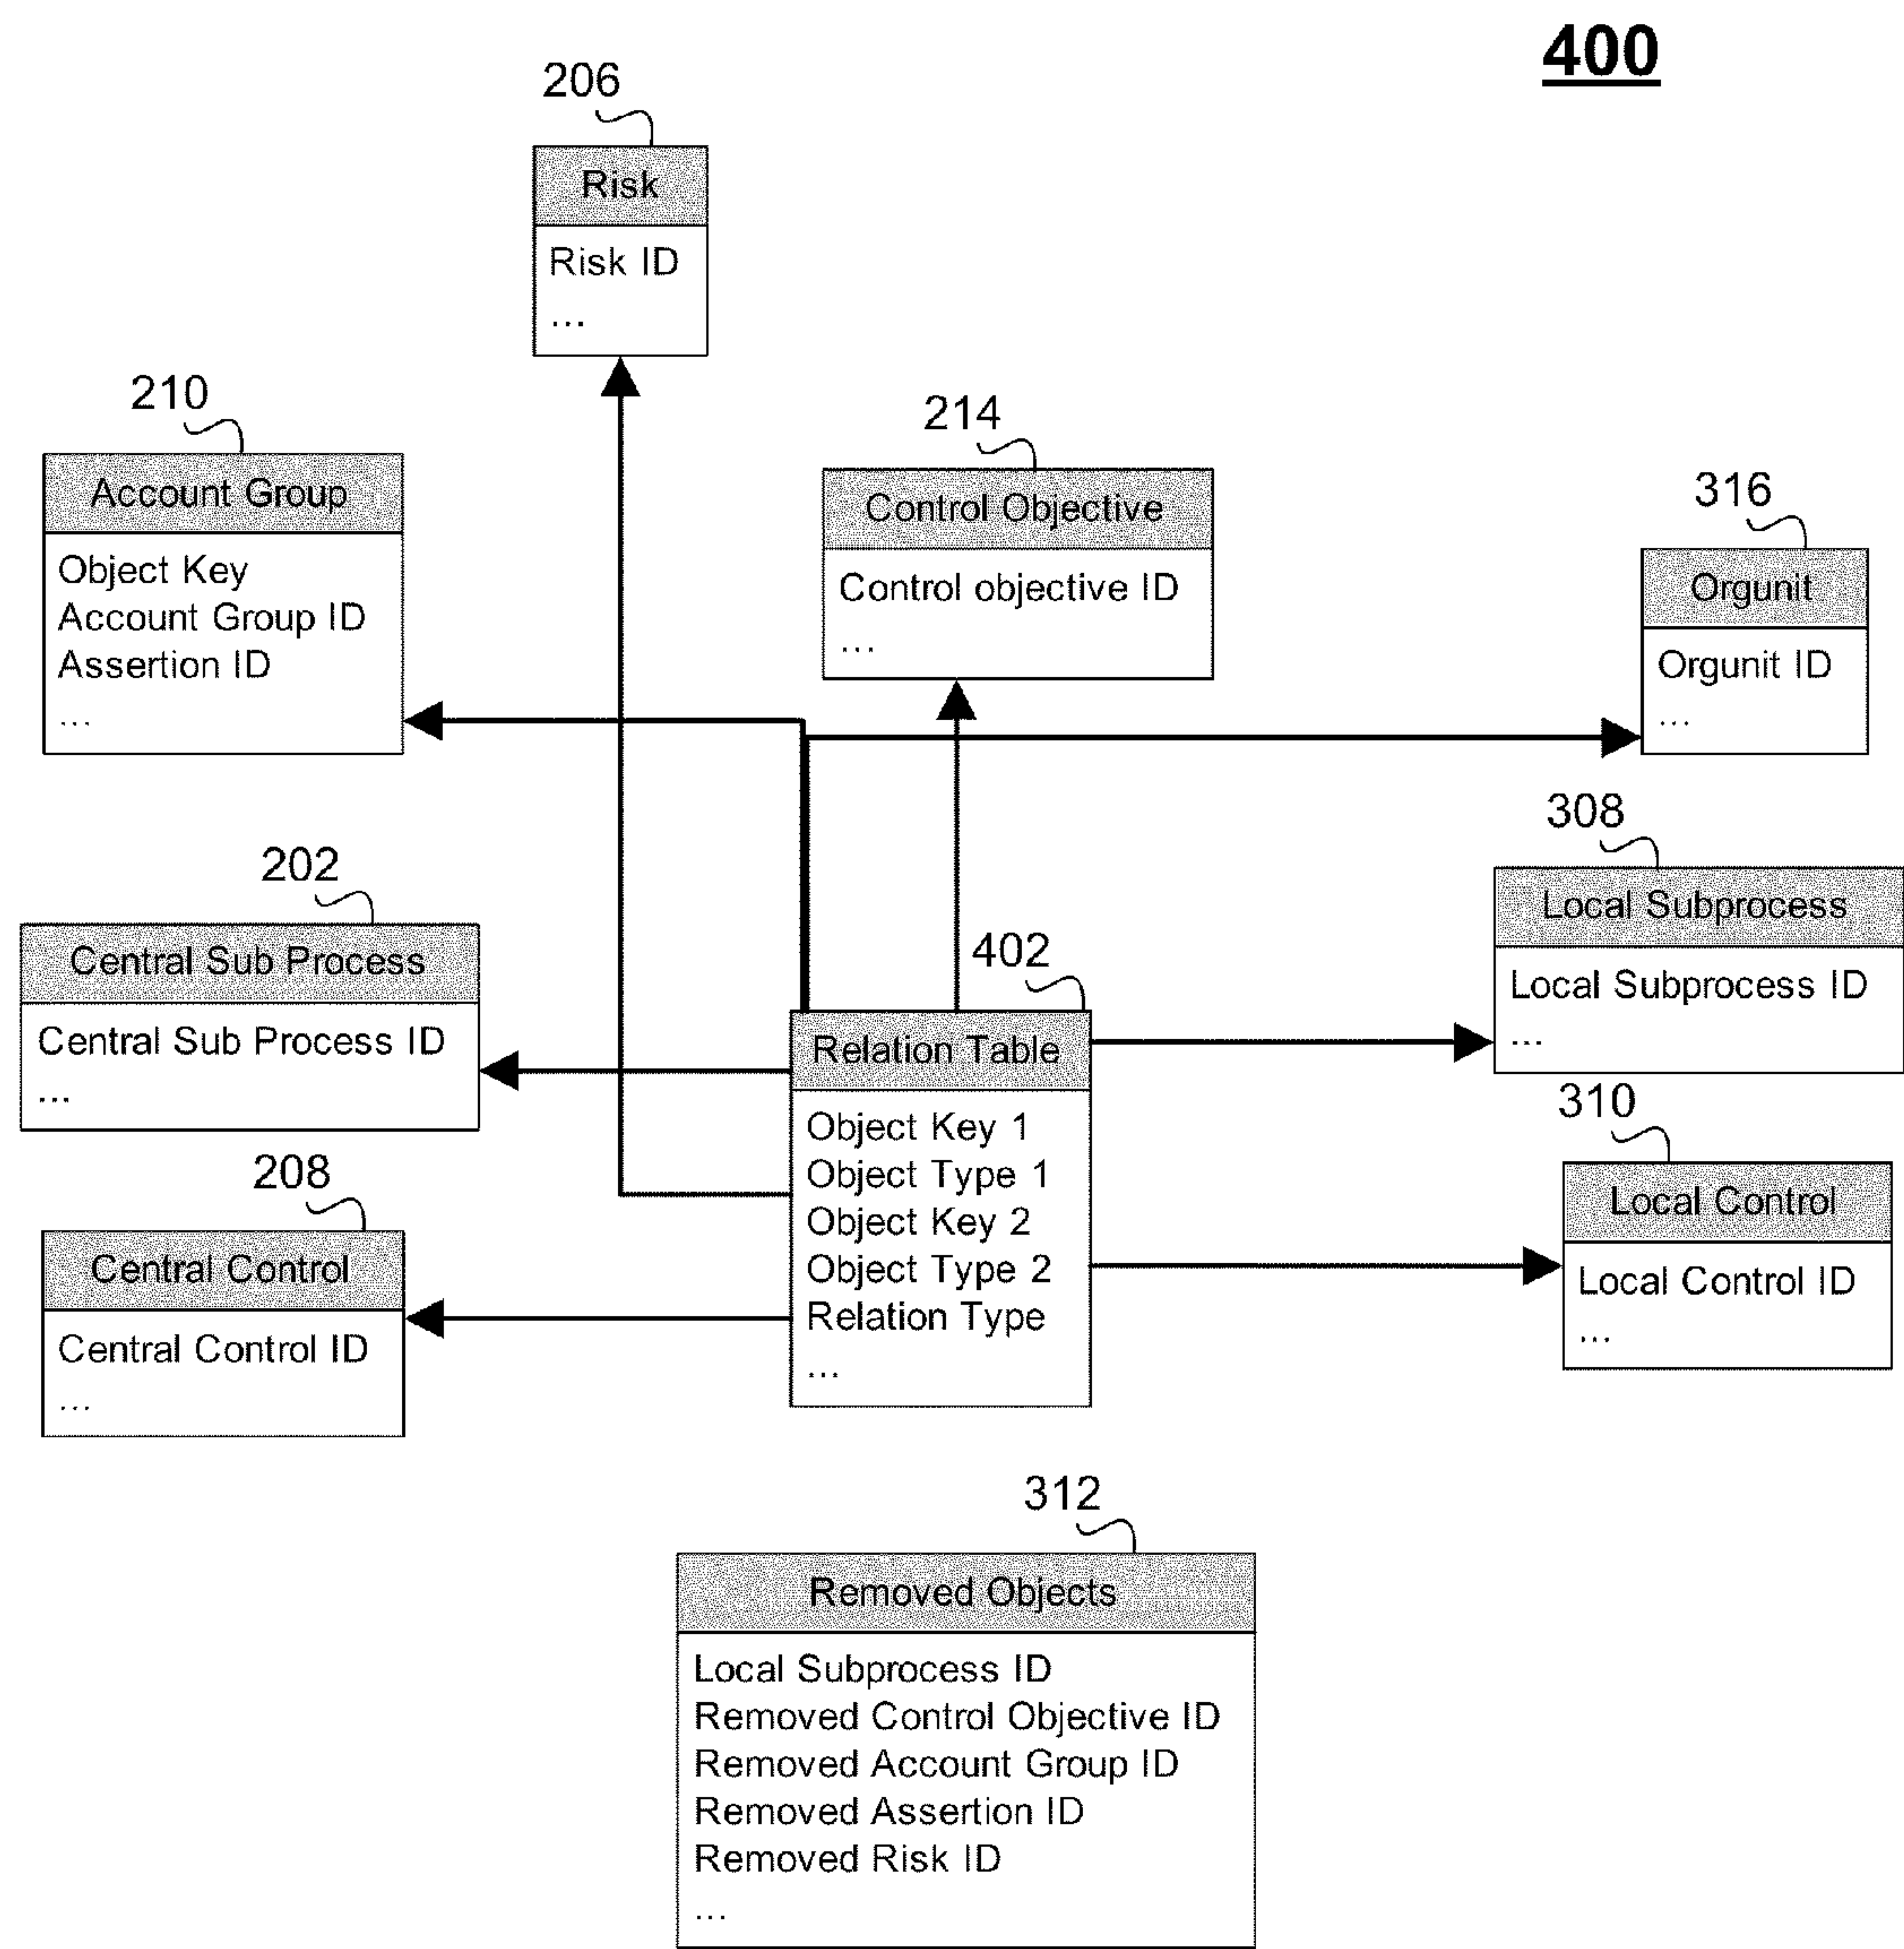 400
206
Risk
Risk ID
...
210
Account Group
Object Key
Account Group ID
Assertion ID
...
214
Control Objective
Control objective ID
...
316
Orgunit
Orgunit ID
...
308
Local Subprocess
Local Subprocess ID
...
202
Central Sub Process
Central Sub Process ID
...
402
Relation Table
Object Key 1
Object Type 1
Object Key 2
Object Type 2
Relation Type
...
310
Local Control
Local Control ID
...
208
Central Control
Central Control ID
...
312
Removed Objects
Local Subprocess ID
Removed Control Objective ID
Removed Account Group ID
Removed Assertion ID
Removed Risk ID
...